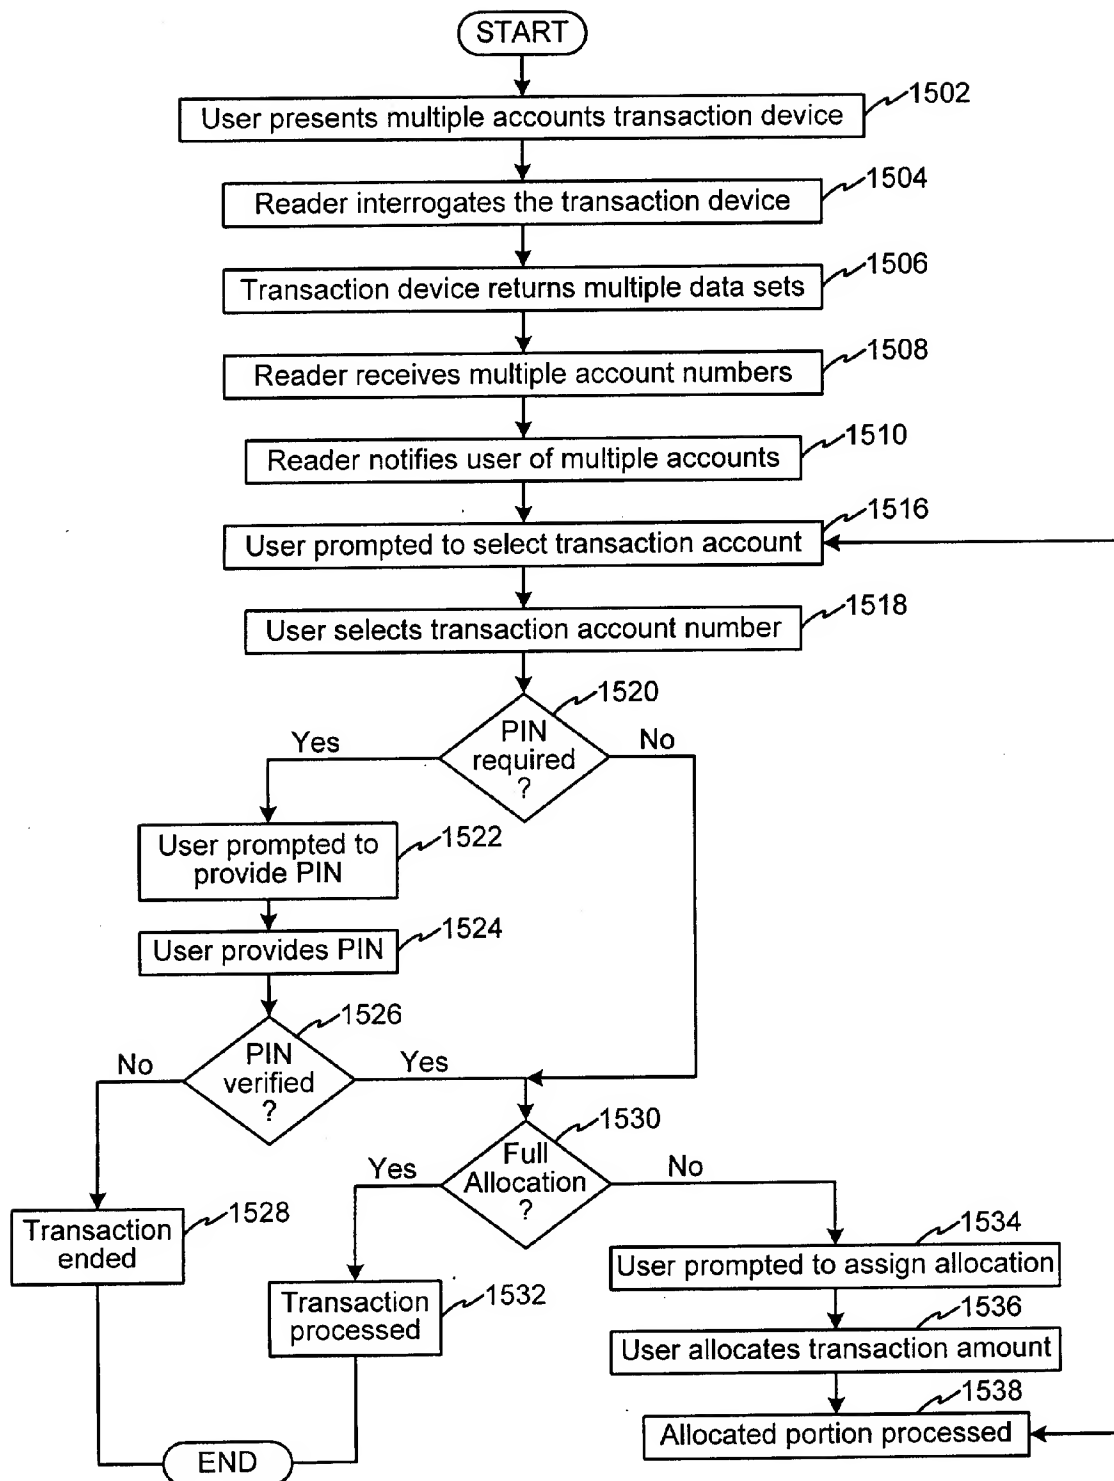 START
User presents multiple accounts transaction device
1502
Reader interrogates the transaction device
1504
Transaction device returns multiple data sets
1506
Reader receives multiple account numbers
1508
Reader notifies user of multiple accounts
1510
User prompted to select transaction account
1516
User selects transaction account number
1518
PIN
required
?
1520
Yes
No
User prompted to
provide PIN
1522
User provides PIN
1524
PIN
verified
?
1526
No
Yes
Full
Allocation
?
1530
Yes
No
Transaction
ended
1528
Transaction
processed
1532
User prompted to assign allocation
1534
User allocates transaction amount
1536
Allocated portion processed
1538
END